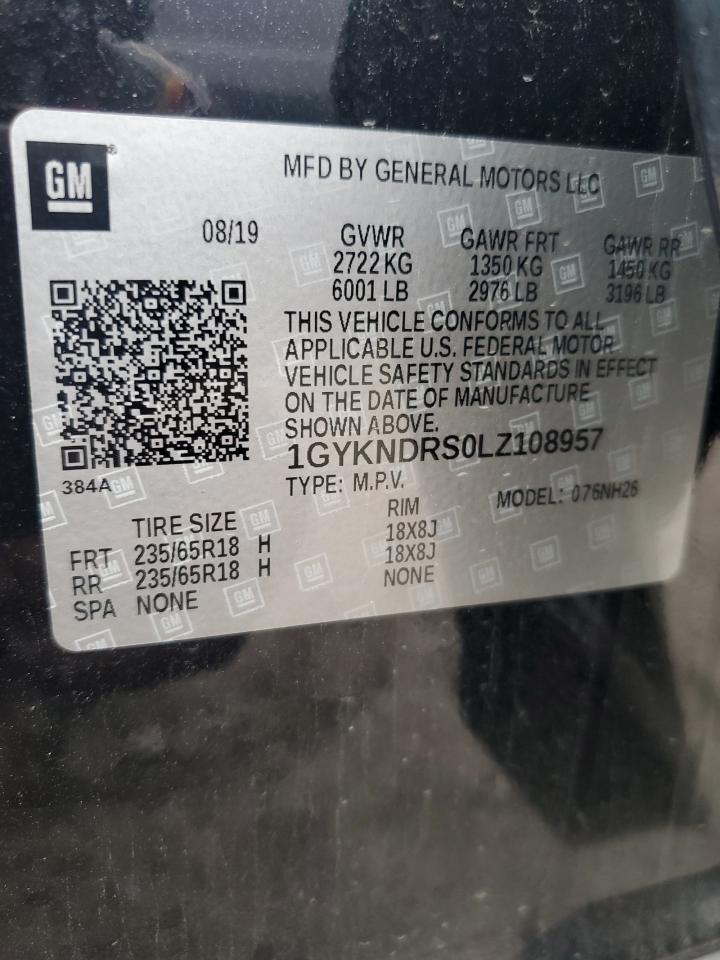 GM
MFD BY GENERAL MOTORS LLC
08/19 GVWR GAWR FRT GAWR RR
2722 KG 1350 KG 1450 KG
6001 LB 2976 LB 3196 LB
THIS VEHICLE CONFORMS TO ALL
APPLICABLE U.S. FEDERAL MOTOR
VEHICLE SAFETY STANDARDS IN EFFECT
ON THE DATE OF MANUFACTURE
SHOWN ABOVE.
1GYKNDRS0LZ108957
384A TYPE: M.P.V. MODEL: 076NH26
TIRE SIZE RIM
FRT 235/65R18 H 18X8J
RR 235/65R18 H 18X8J
SPA NONE NONE